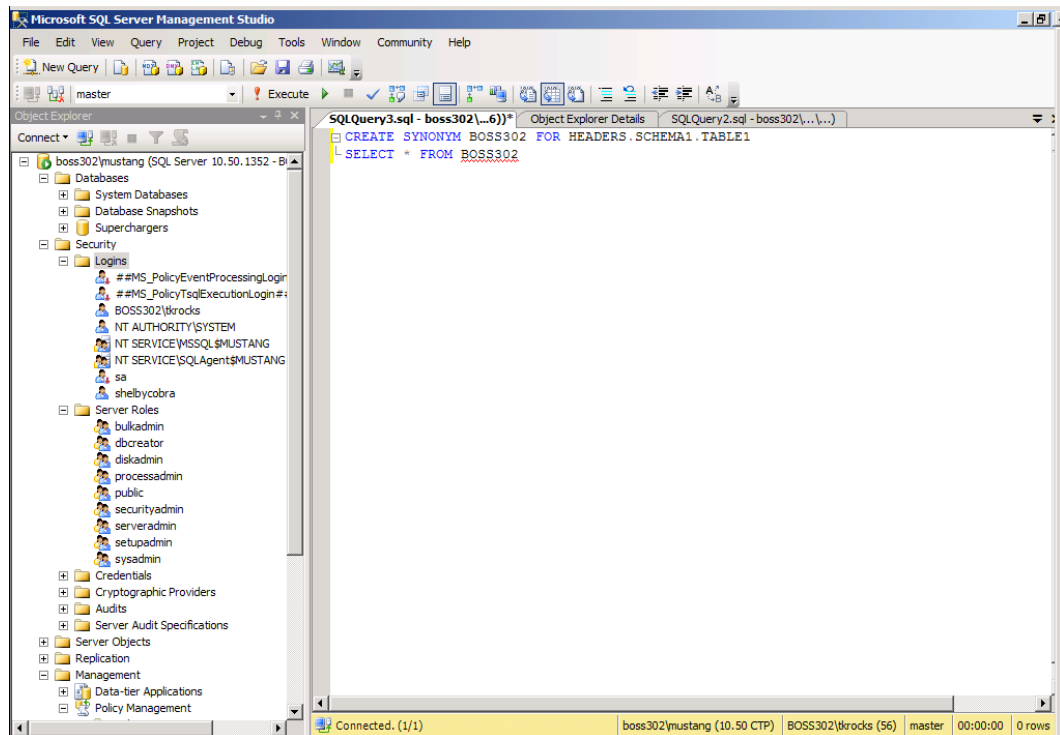 Microsoft SQL Server Management Studio
File Edit View Query Project Debug Tools Window Community Help
New Query
master Execute
Object Explorer
SQLQuery3.sql - boss302\...6))* Object Explorer Details SQLQuery2.sql - boss302\...\...)
Connect
CREATE SYNONYM BOSS302 FOR HEADERS.SCHEMA1.TABLE1
SELECT * FROM BOSS302
boss302\mustang (SQL Server 10.50.1352 - B
Databases
System Databases
Database Snapshots
Superchargers
Security
Logins
##MS_PolicyEventProcessingLogin
##MS_PolicyTsqlExecutionLogin#
BOSS302\tkrocks
NT AUTHORITY\SYSTEM
NT SERVICE\MSSQL$MUSTANG
NT SERVICE\SQLAgent$MUSTANG
sa
shelbycobra
Server Roles
bulkadmin
dbcreator
diskadmin
processadmin
public
securityadmin
serveradmin
setupadmin
sysadmin
Credentials
Cryptographic Providers
Audits
Server Audit Specifications
Server Objects
Replication
Management
Data-tier Applications
Policy Management
Connected. (1/1) boss302\mustang (10.50 CTP) BOSS302\tkrocks (56) master 00:00:00 0 rows